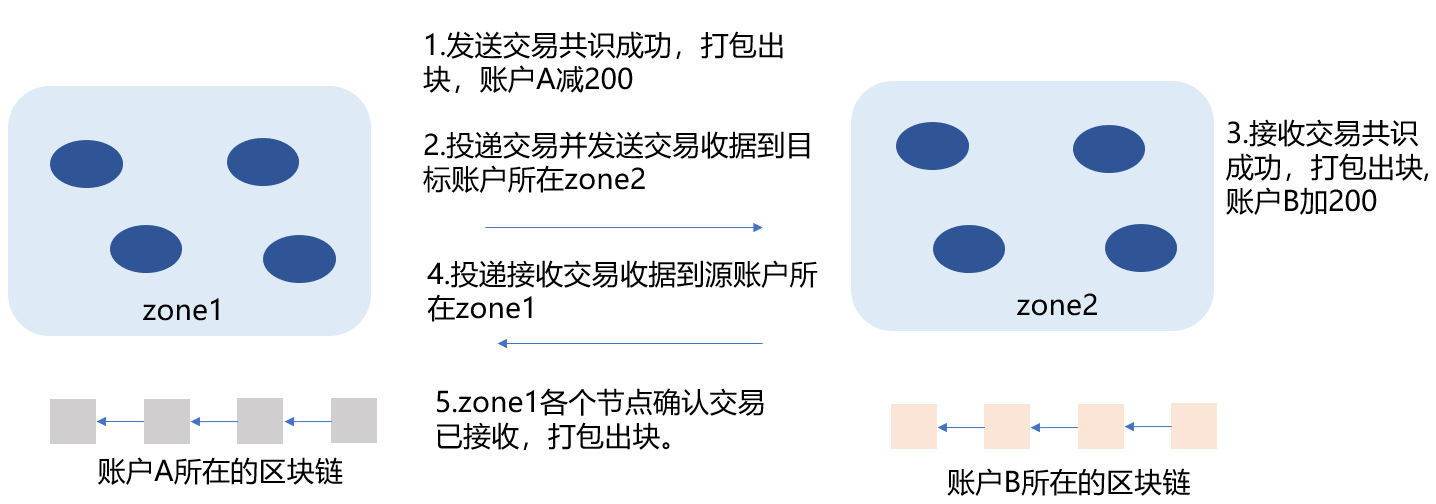 1.发送交易共识成功，打包出
块，账户A减200
2.投递交易并发送交易收据到目
标账户所在zone2
3.接收交易共识
成功，打包出块,
账户B加200
4.投递接收交易收据到源账户所
在zone1
zone1
zone2
5.zone1各个节点确认交易
已接收，打包出块。
账户A所在的区块链
账户B所在的区块链